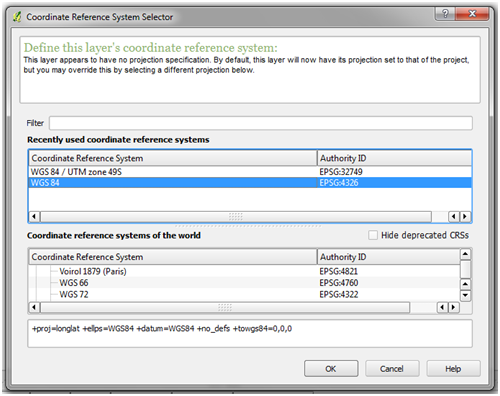 Coordinate Reference System Selector
Define this layer's coordinate reference system:
This layer appears to have no projection specification. By default, this layer will now have its projection set to that of the project,
but you may override this by selecting a different projection below.
Filter
Recently used coordinate reference systems
Coordinate Reference System Authority ID
WGS 84 / UTM zone 49S EPSG:32749
WGS 84 EPSG:4326
Coordinate reference systems of the world Hide deprecated CRSs
Coordinate Reference System Authority ID
Voirol 1879 (Paris) EPSG:4821
WGS 66 EPSG:4760
WGS 72 EPSG:4322
+proj=longlat +ellps=WGS84 +datum=WGS84 +no_defs +towgs84=0,0,0
OK Cancel Help